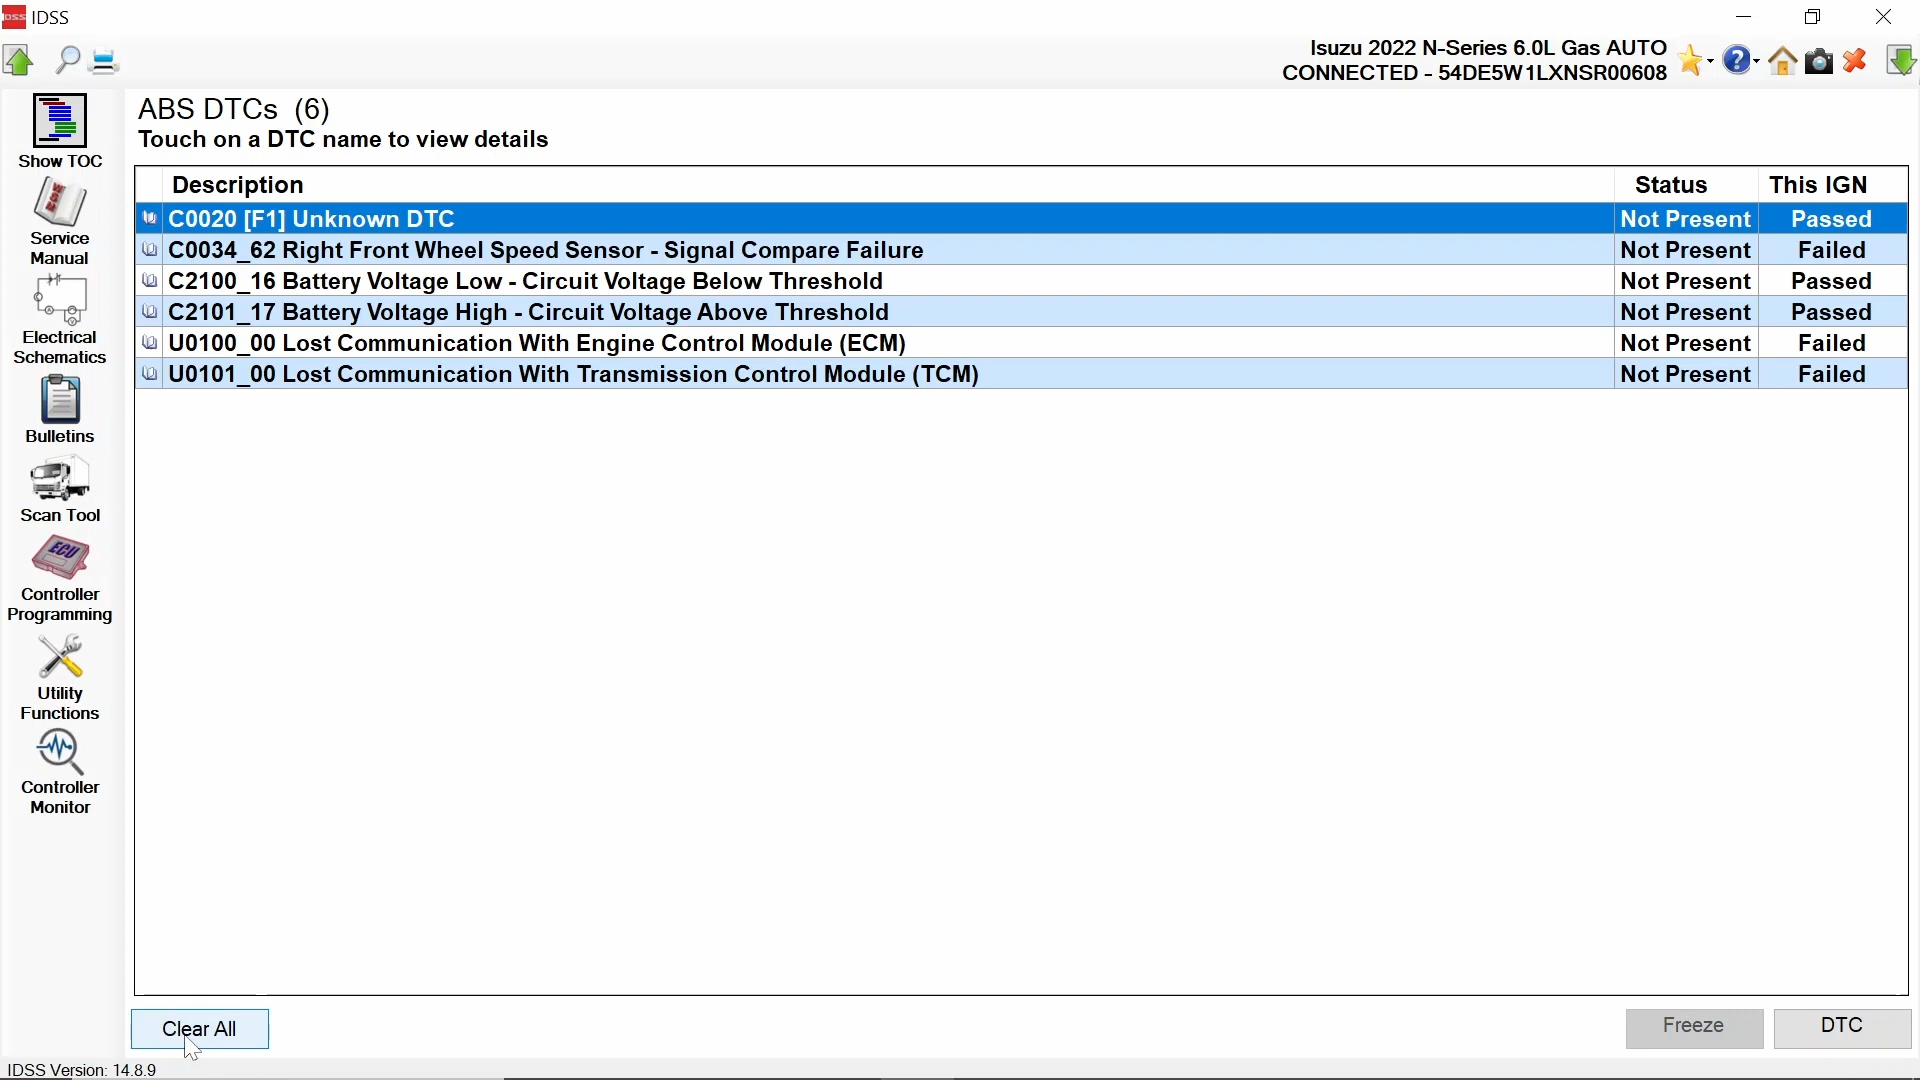 IDSS
Isuzu 2022 N-Series 6.0L Gas AUTO
CONNECTED - 54DE5W1LXNSR00608
Show TOC
Service
Manual
Electrical
Schematics
Bulletins
Scan Tool
ECU
Controller
Programming
Utility
Functions
Controller
Monitor
ABS DTCs (6)
Touch on a DTC name to view details
Description Status This IGN
C0020 [F1] Unknown DTC Not Present Passed
C0034_62 Right Front Wheel Speed Sensor - Signal Compare Failure Not Present Failed
C2100_16 Battery Voltage Low - Circuit Voltage Below Threshold Not Present Passed
C2101_17 Battery Voltage High - Circuit Voltage Above Threshold Not Present Passed
U0100_00 Lost Communication With Engine Control Module (ECM) Not Present Failed
U0101_00 Lost Communication With Transmission Control Module (TCM) Not Present Failed
Clear All Freeze DTC
IDSS Version: 14.8.9